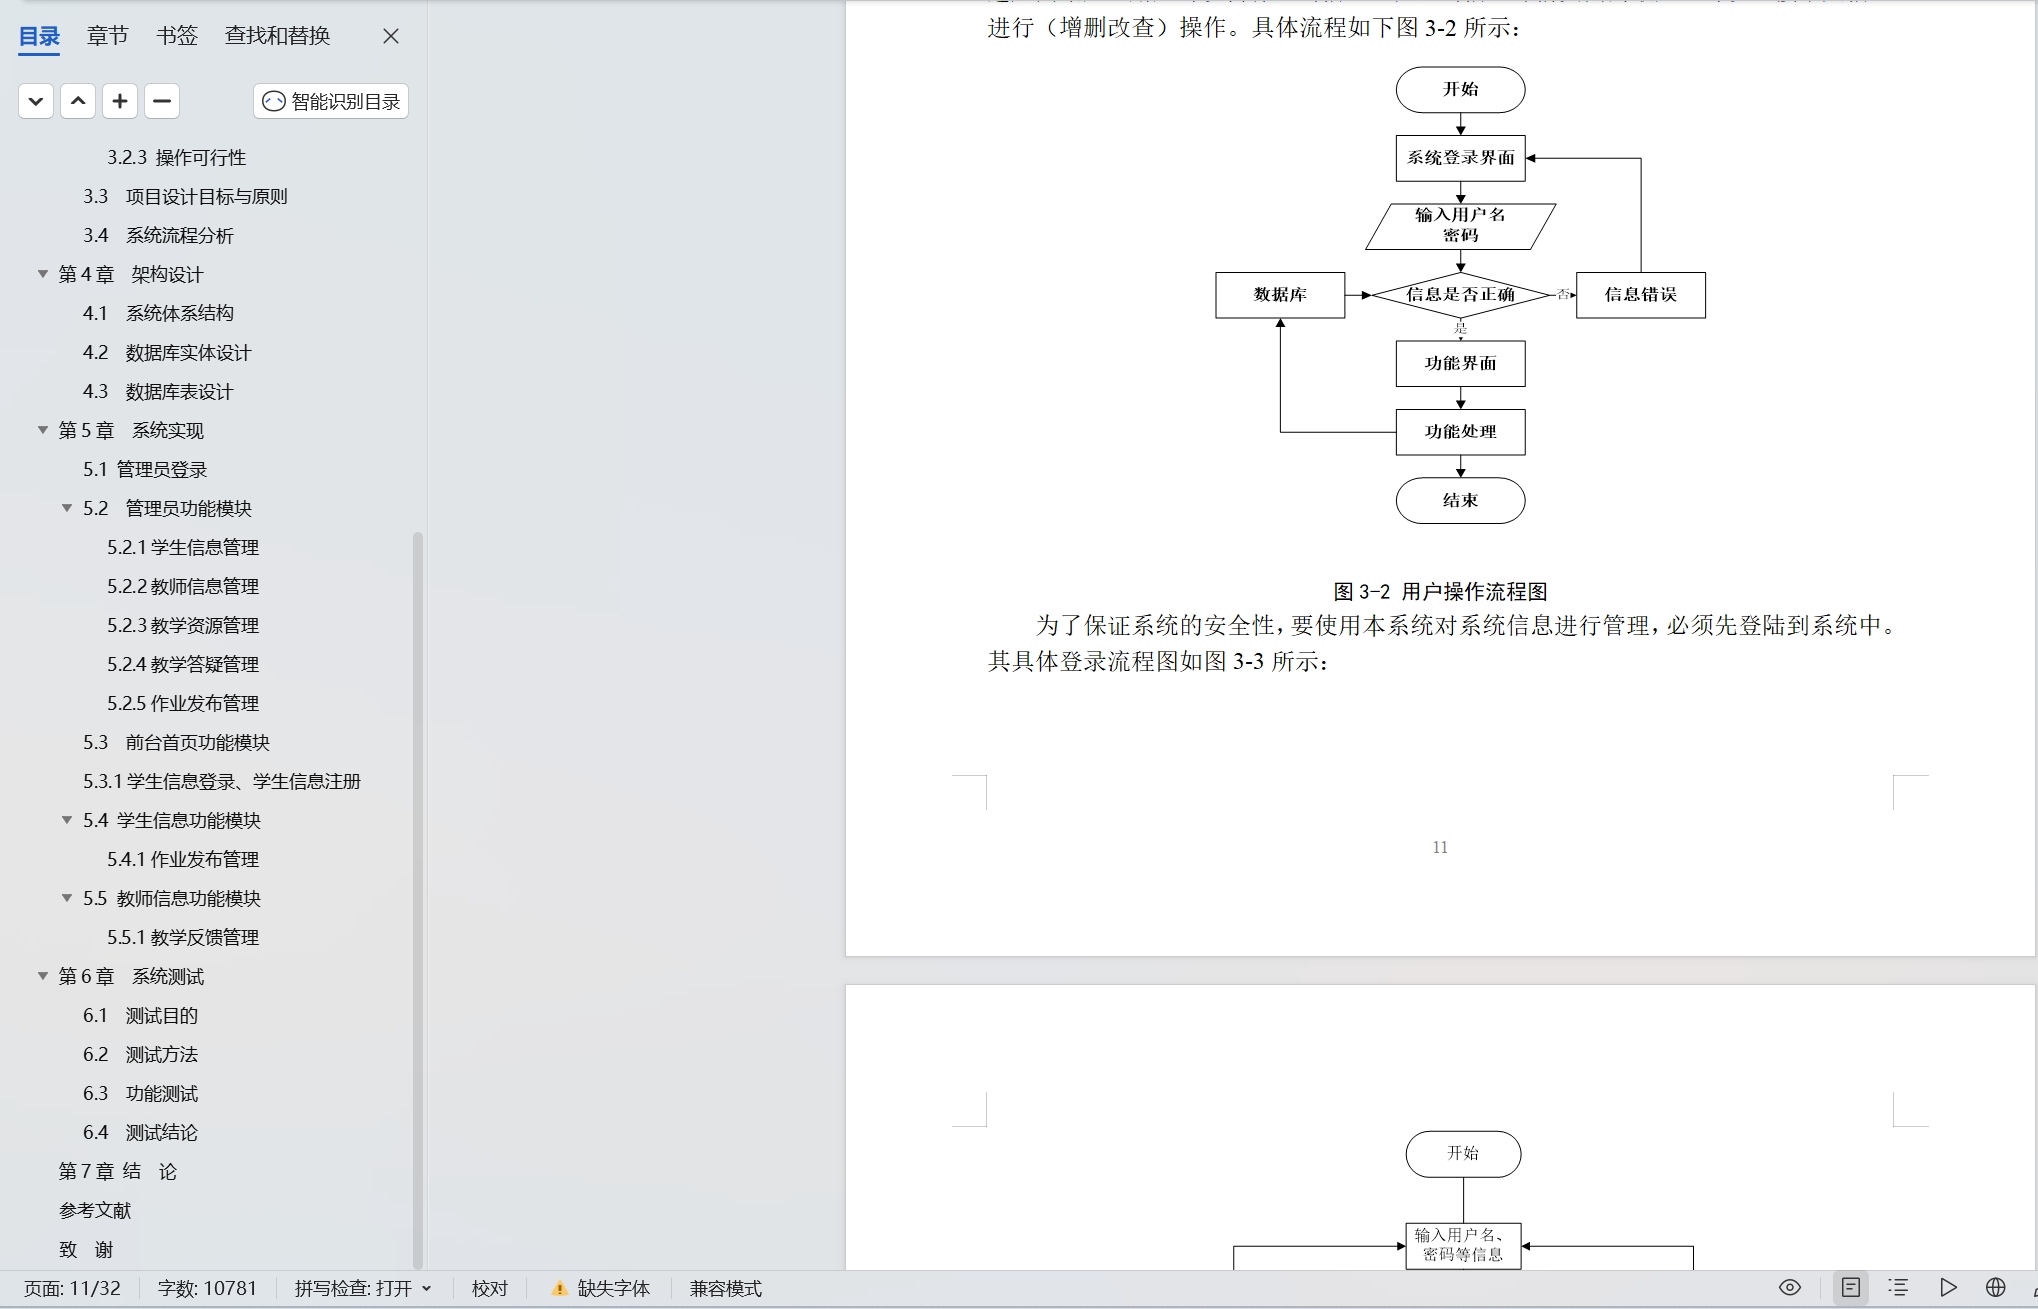 目录 章节 书签 查找和替换
智能识别目录
3.2.3 操作可行性
3.3 项目设计目标与原则
3.4 系统流程分析
第4章 架构设计
4.1 系统体系结构
4.2 数据库实体设计
4.3 数据库表设计
第5章 系统实现
5.1 管理员登录
5.2 管理员功能模块
5.2.1学生信息管理
5.2.2教师信息管理
5.2.3教学资源管理
5.2.4教学答疑管理
5.2.5作业发布管理
5.3 前台首页功能模块
5.3.1学生信息登录、学生信息注册
5.4 学生信息功能模块
5.4.1作业发布管理
5.5 教师信息功能模块
5.5.1教学反馈管理
第6章 系统测试
6.1 测试目的
6.2 测试方法
6.3 功能测试
6.4 测试结论
第7章 结 论
参考文献
致 谢
进行（增删改查）操作。具体流程如下图 3-2 所示：
开始
系统登录界面
输入用户名
密码
数据库
信息是否正确
否
信息错误
是
功能界面
功能处理
结束
图 3-2 用户操作流程图
为了保证系统的安全性，要使用本系统对系统信息进行管理，必须先登陆到系统中。
其具体登录流程图如图 3-3 所示：
11
开始
输入用户名、
密码等信息
页面: 11/32 字数: 10781 拼写检查: 打开 校对 缺失字体 兼容模式